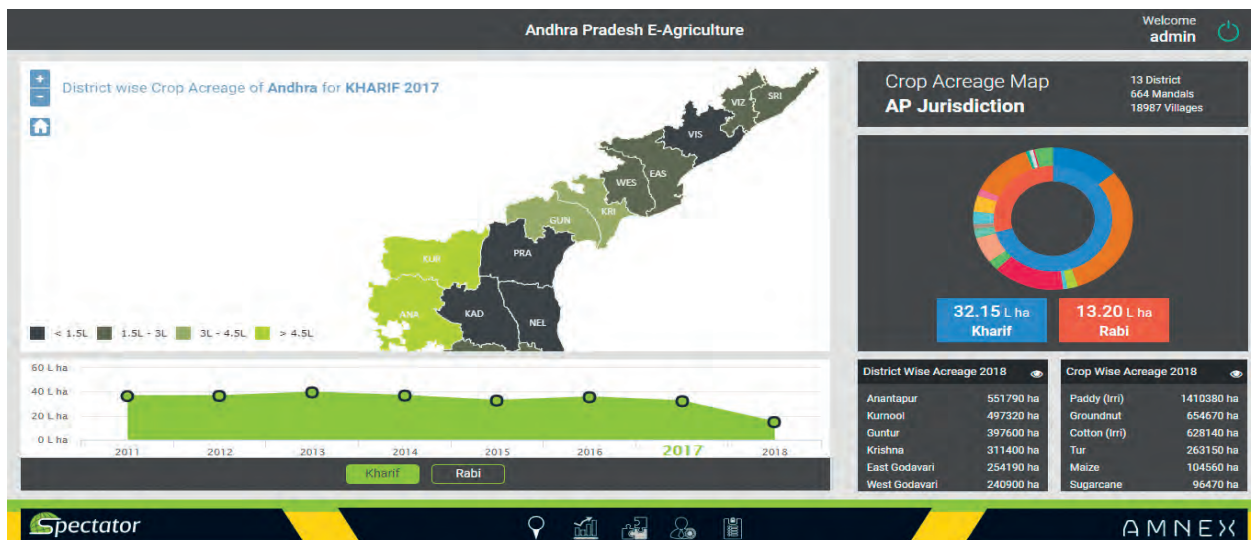 Andhra Pradesh E-Agriculture
Welcome
admin
+
−
District wise Crop Acreage of Andhra for KHARIF 2017
VIZ
SRI
VIS
WES
EAS
GUN
KRI
KUR
PRA
ANA
KAD
NEL
< 1.5L
1.5L - 3L
3L - 4.5L
> 4.5L
60 L ha
40 L ha
20 L ha
0 L ha
2011
2012
2013
2014
2015
2016
2017
2018
Kharif
Rabi
Crop Acreage Map
AP Jurisdiction
13 District
664 Mandals
18987 Villages
32.15 L ha
Kharif
13.20 L ha
Rabi
District Wise Acreage 2018
Anantapur 551790 ha
Kurnool 497320 ha
Guntur 397600 ha
Krishna 311400 ha
East Godavari 254190 ha
West Godavari 240900 ha
Crop Wise Acreage 2018
Paddy (Irri) 1410380 ha
Groundnut 654670 ha
Cotton (Irri) 628140 ha
Tur 263150 ha
Maize 104560 ha
Sugarcane 96470 ha
Spectator
AMNEX